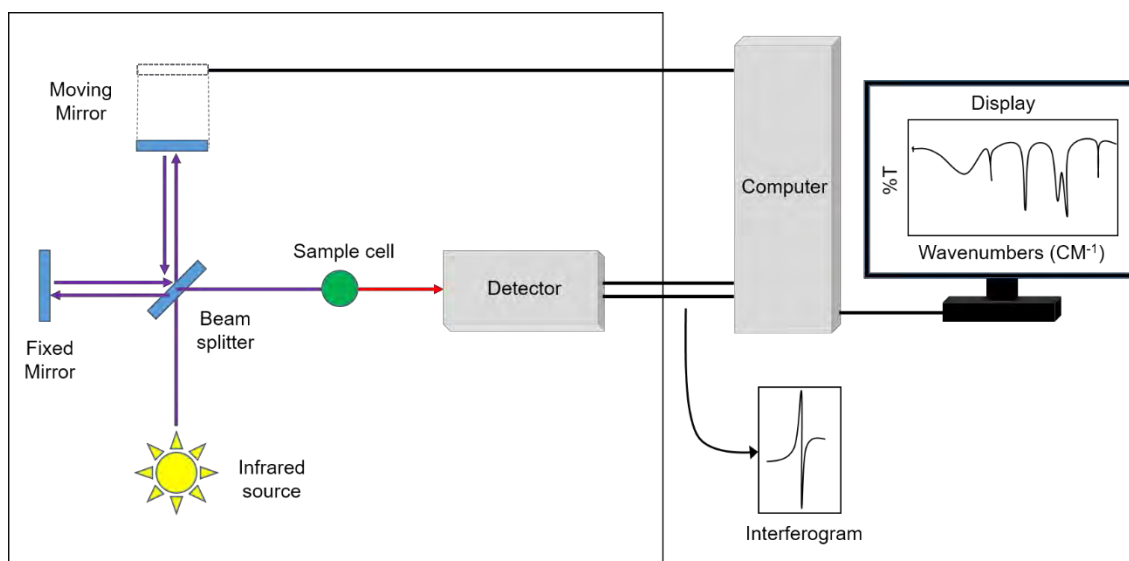 Moving
Mirror
Fixed
Mirror
Beam
splitter
Infrared
source
Sample cell
Detector
Computer
Display
%T
Wavenumbers (CM-1)
Interferogram